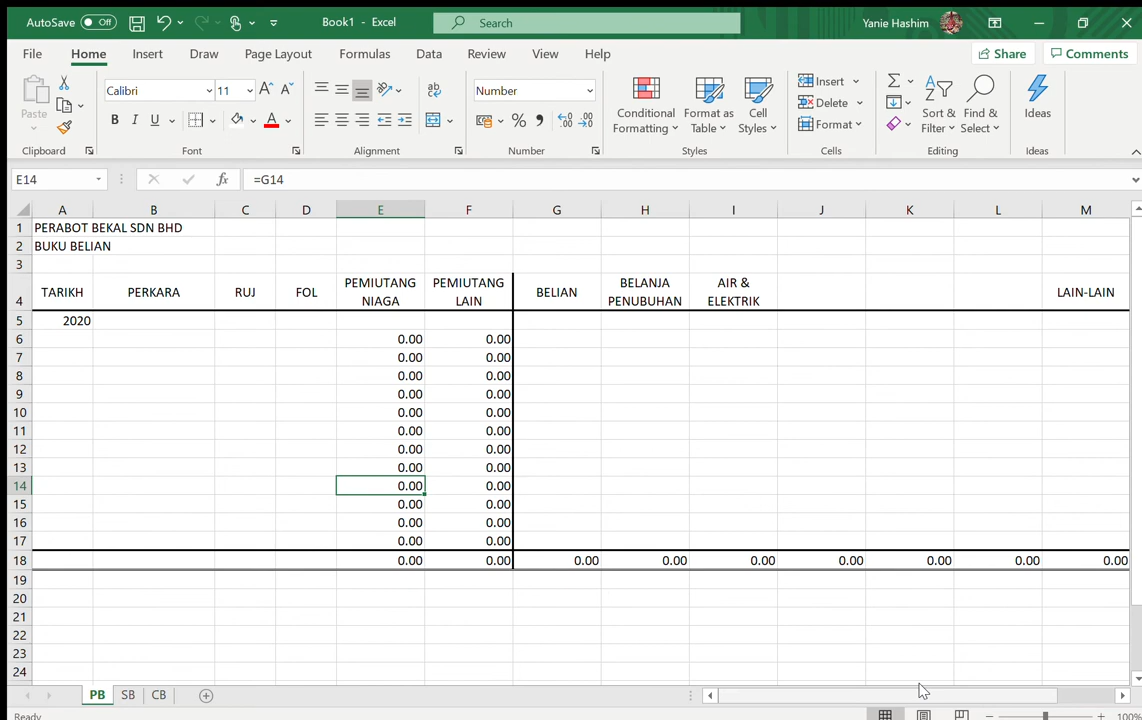 AutoSave Off Book1 - Excel Search Yanie Hashim
File Home Insert Draw Page Layout Formulas Data Review View Help Share Comments
Paste Calibri 11 A A ab Number Insert Σ A Z
B I U A % , .00 .0 Conditional Formatting Format as Table Cell Styles Delete Format Sort & Filter Find & Select Ideas
Clipboard Font Alignment Number Styles Cells Editing Ideas
E14 fx =G14
A B C D E F G H I J K L M
1 PERABOT BEKAL SDN BHD
2 BUKU BELIAN
3
4 TARIKH PERKARA RUJ FOL PEMIUTANG NIAGA PEMIUTANG LAIN BELIAN BELANJA PENUBUHAN AIR & ELEKTRIK LAIN-LAIN
5 2020
6 0.00 0.00
7 0.00 0.00
8 0.00 0.00
9 0.00 0.00
10 0.00 0.00
11 0.00 0.00
12 0.00 0.00
13 0.00 0.00
14 0.00 0.00
15 0.00 0.00
16 0.00 0.00
17 0.00 0.00
18 0.00 0.00 0.00 0.00 0.00 0.00 0.00 0.00 0.00
19
20
21
22
23
24
PB SB CB
Ready 100%